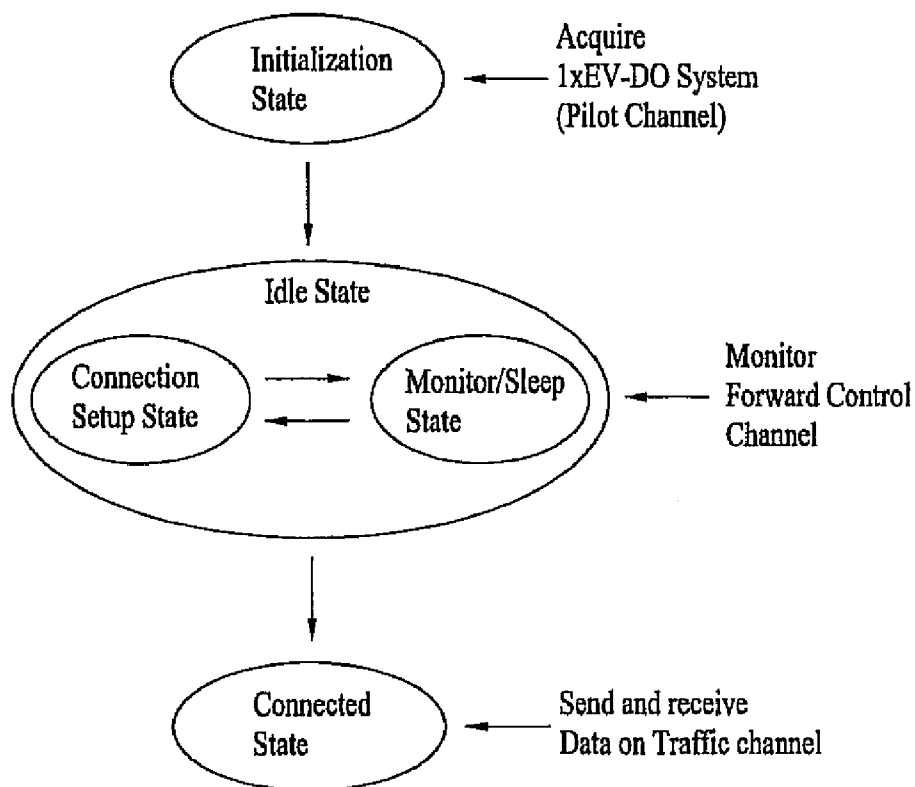 Initialization
State
Acquire
1xEV-DO System
(Pilot Channel)
Idle State
Connection
Setup State
Monitor/Sleep
State
Monitor
Forward Control
Channel
Connected
State
Send and receive
Data on Traffic channel